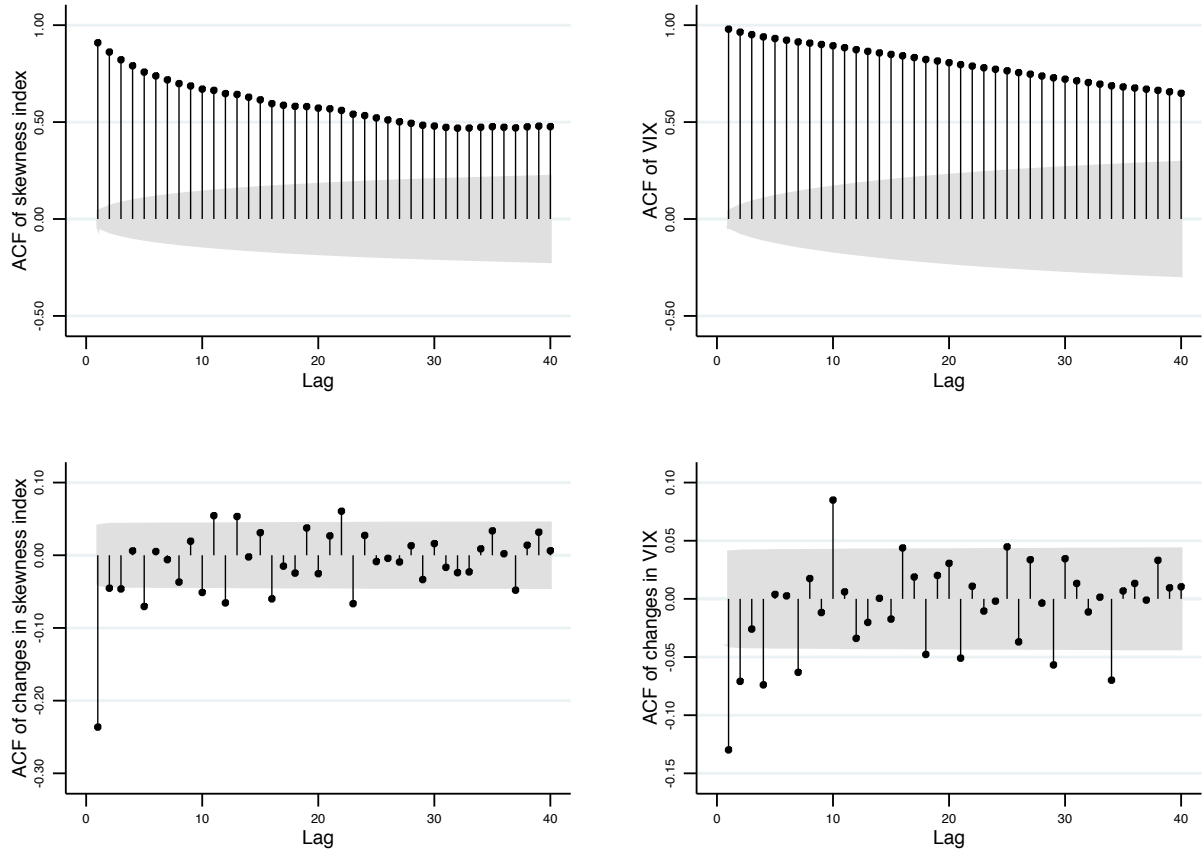 ACF of skewness index
1.00
0.50
0.00
-0.50
0 10 20 30 40
Lag
ACF of VIX
1.00
0.50
0.00
-0.50
0 10 20 30 40
Lag
ACF of changes in skewness index
0.10
0.00
-0.10
-0.20
-0.30
0 10 20 30 40
Lag
ACF of changes in VIX
0.10
0.05
0.00
-0.05
-0.10
-0.15
0 10 20 30 40
Lag